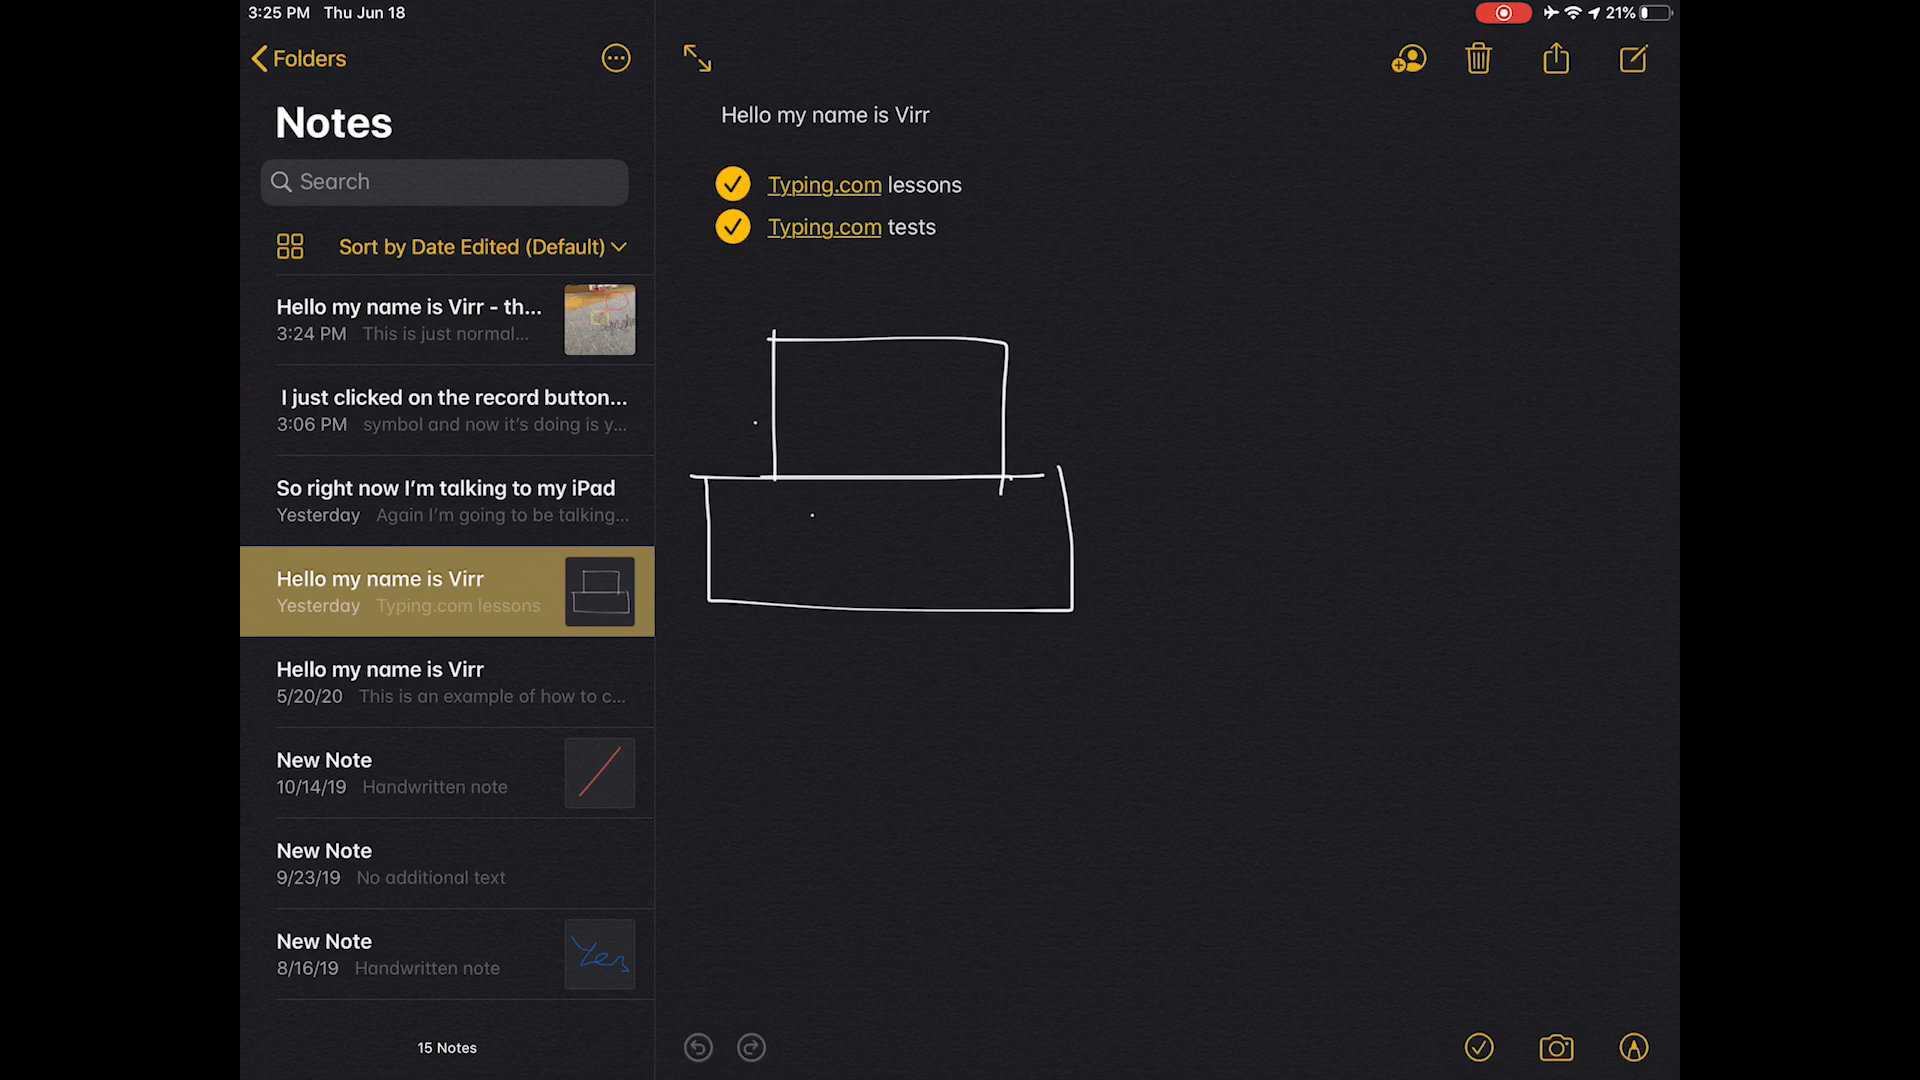 3:25 PM Thu Jun 18
21%
Folders
Notes
Search
Sort by Date Edited (Default)
Hello my name is Virr - th...
3:24 PM This is just normal...
I just clicked on the record button...
3:06 PM symbol and now it's doing is y...
So right now I'm talking to my iPad
Yesterday Again I'm going to be talking...
Hello my name is Virr
Yesterday Typing.com lessons
Hello my name is Virr
5/20/20 This is an example of how to c...
New Note
10/14/19 Handwritten note
New Note
9/23/19 No additional text
New Note
8/16/19 Handwritten note
Yes
15 Notes
Hello my name is Virr
Typing.com lessons
Typing.com tests